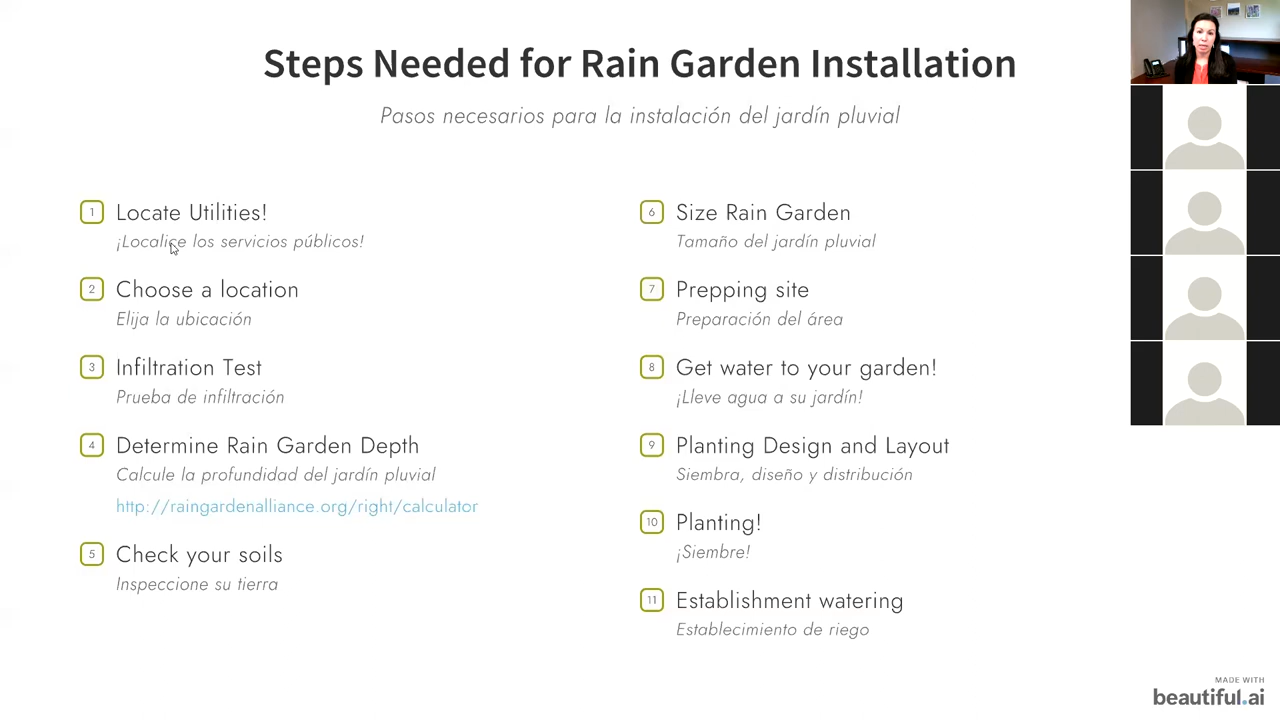 Steps Needed for Rain Garden Installation
Pasos necesarios para la instalación del jardín pluvial
1 Locate Utilities!
¡Localice los servicios públicos!
2 Choose a location
Elija la ubicación
3 Infiltration Test
Prueba de infiltración
4 Determine Rain Garden Depth
Calcule la profundidad del jardín pluvial
http://raingardenalliance.org/right/calculator
5 Check your soils
Inspeccione su tierra
6 Size Rain Garden
Tamaño del jardín pluvial
7 Prepping site
Preparación del área
8 Get water to your garden!
¡Lleve agua a su jardín!
9 Planting Design and Layout
Siembra, diseño y distribución
10 Planting!
¡Siembre!
11 Establishment watering
Establecimiento de riego
MADE WITH
beautiful.ai